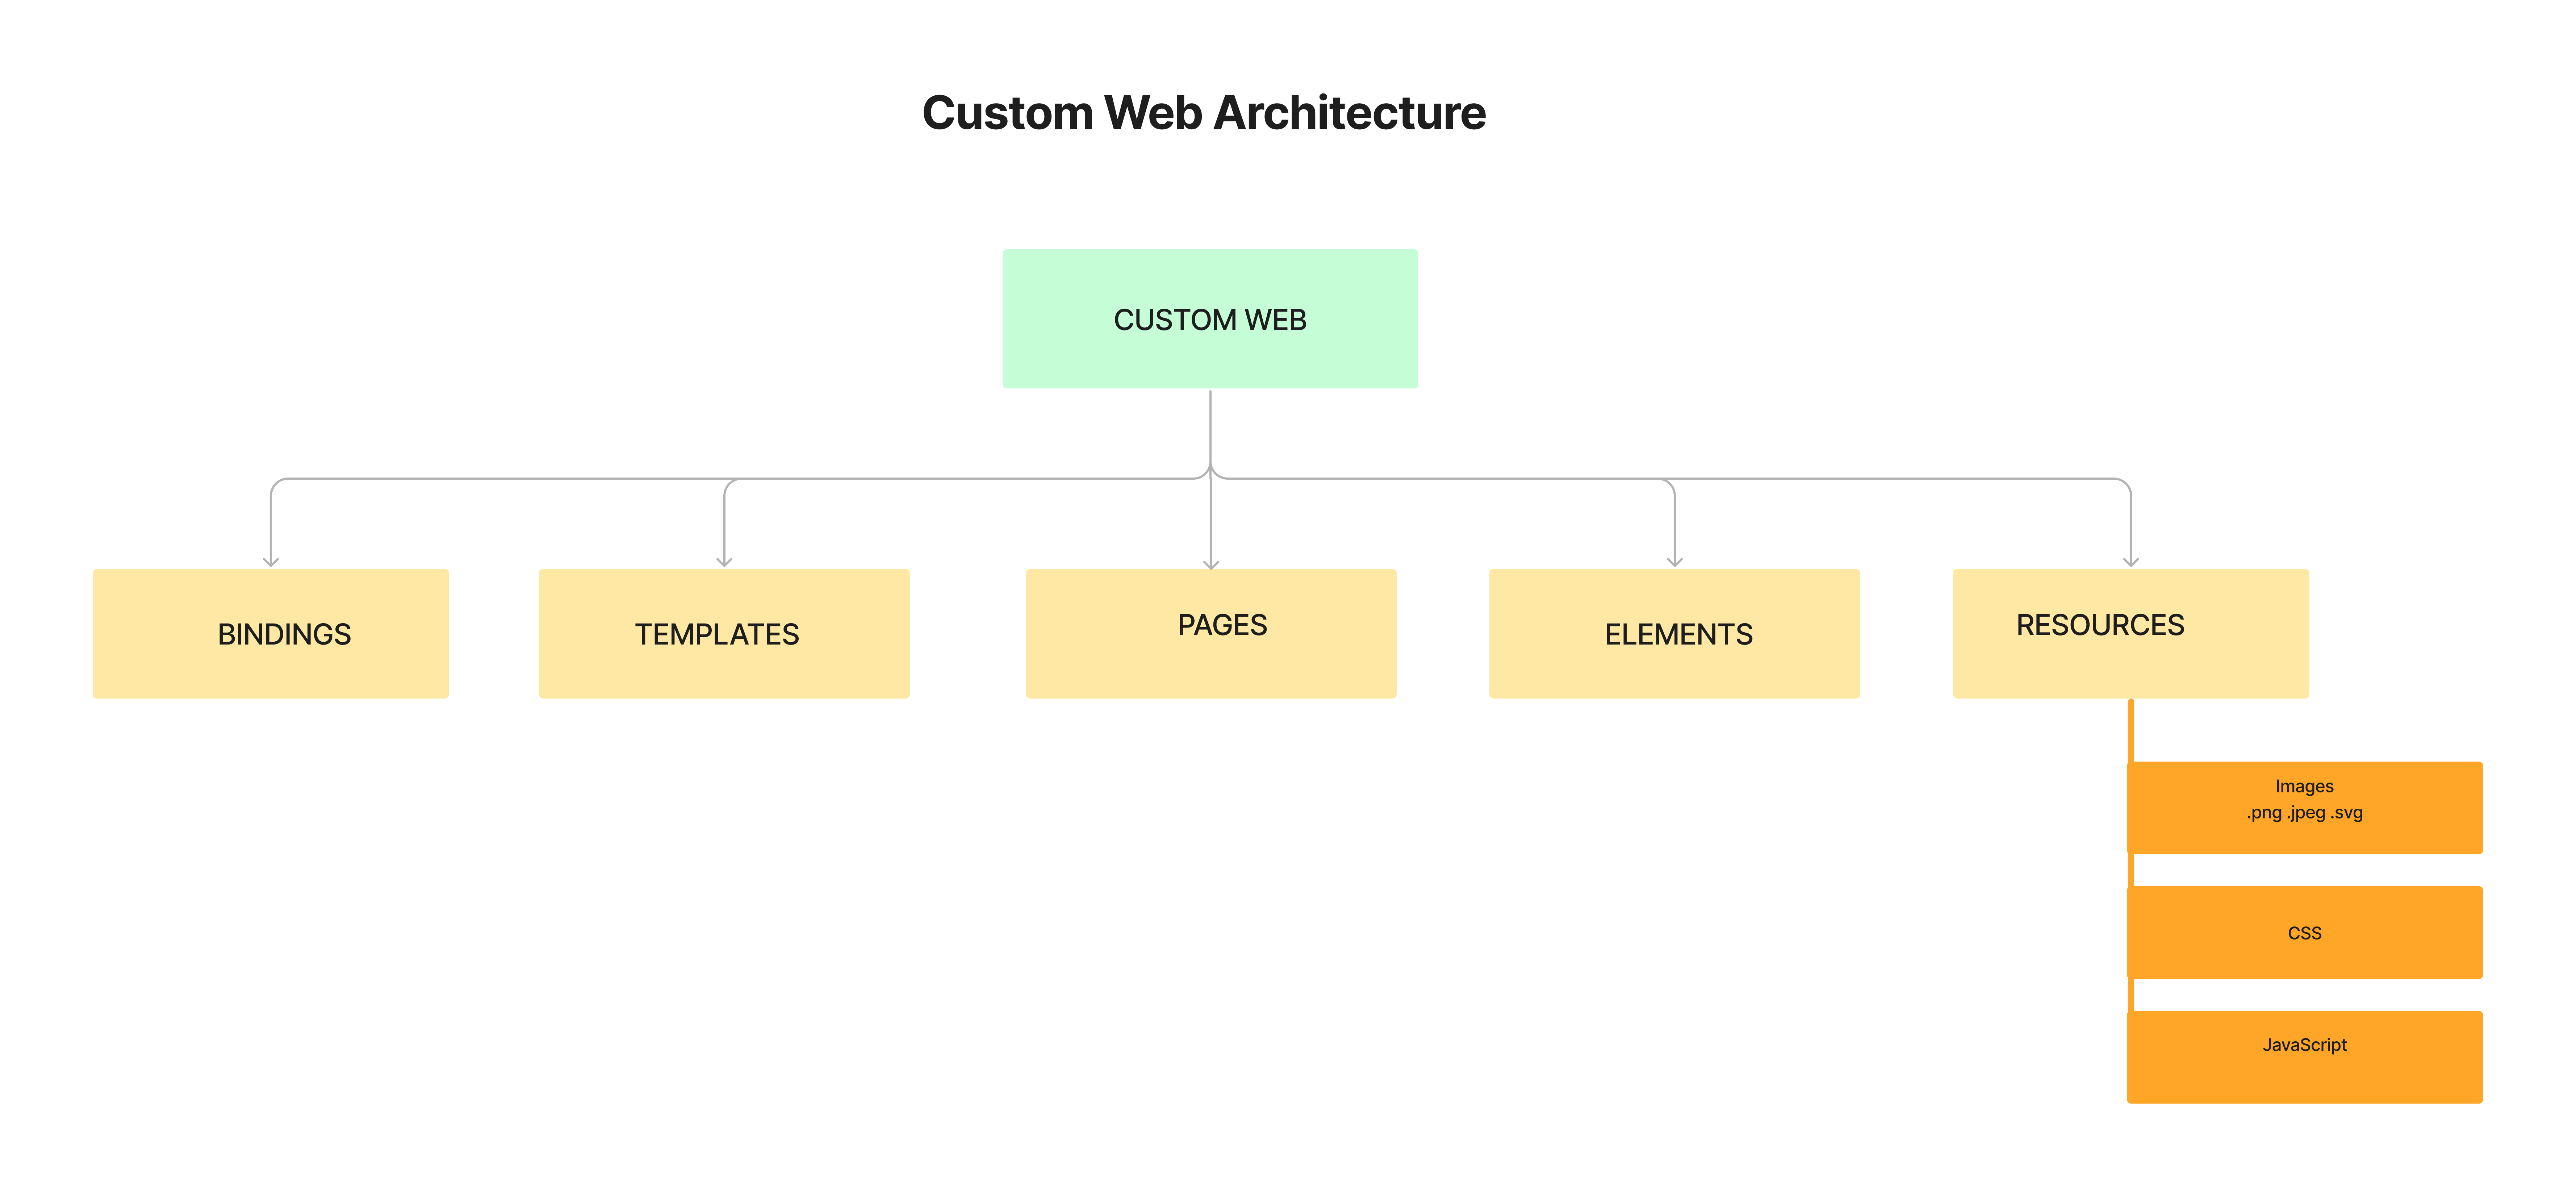 Custom Web Architecture
CUSTOM WEB
BINDINGS
TEMPLATES
PAGES
ELEMENTS
RESOURCES
Images
.png .jpeg .svg
CSS
JavaScript